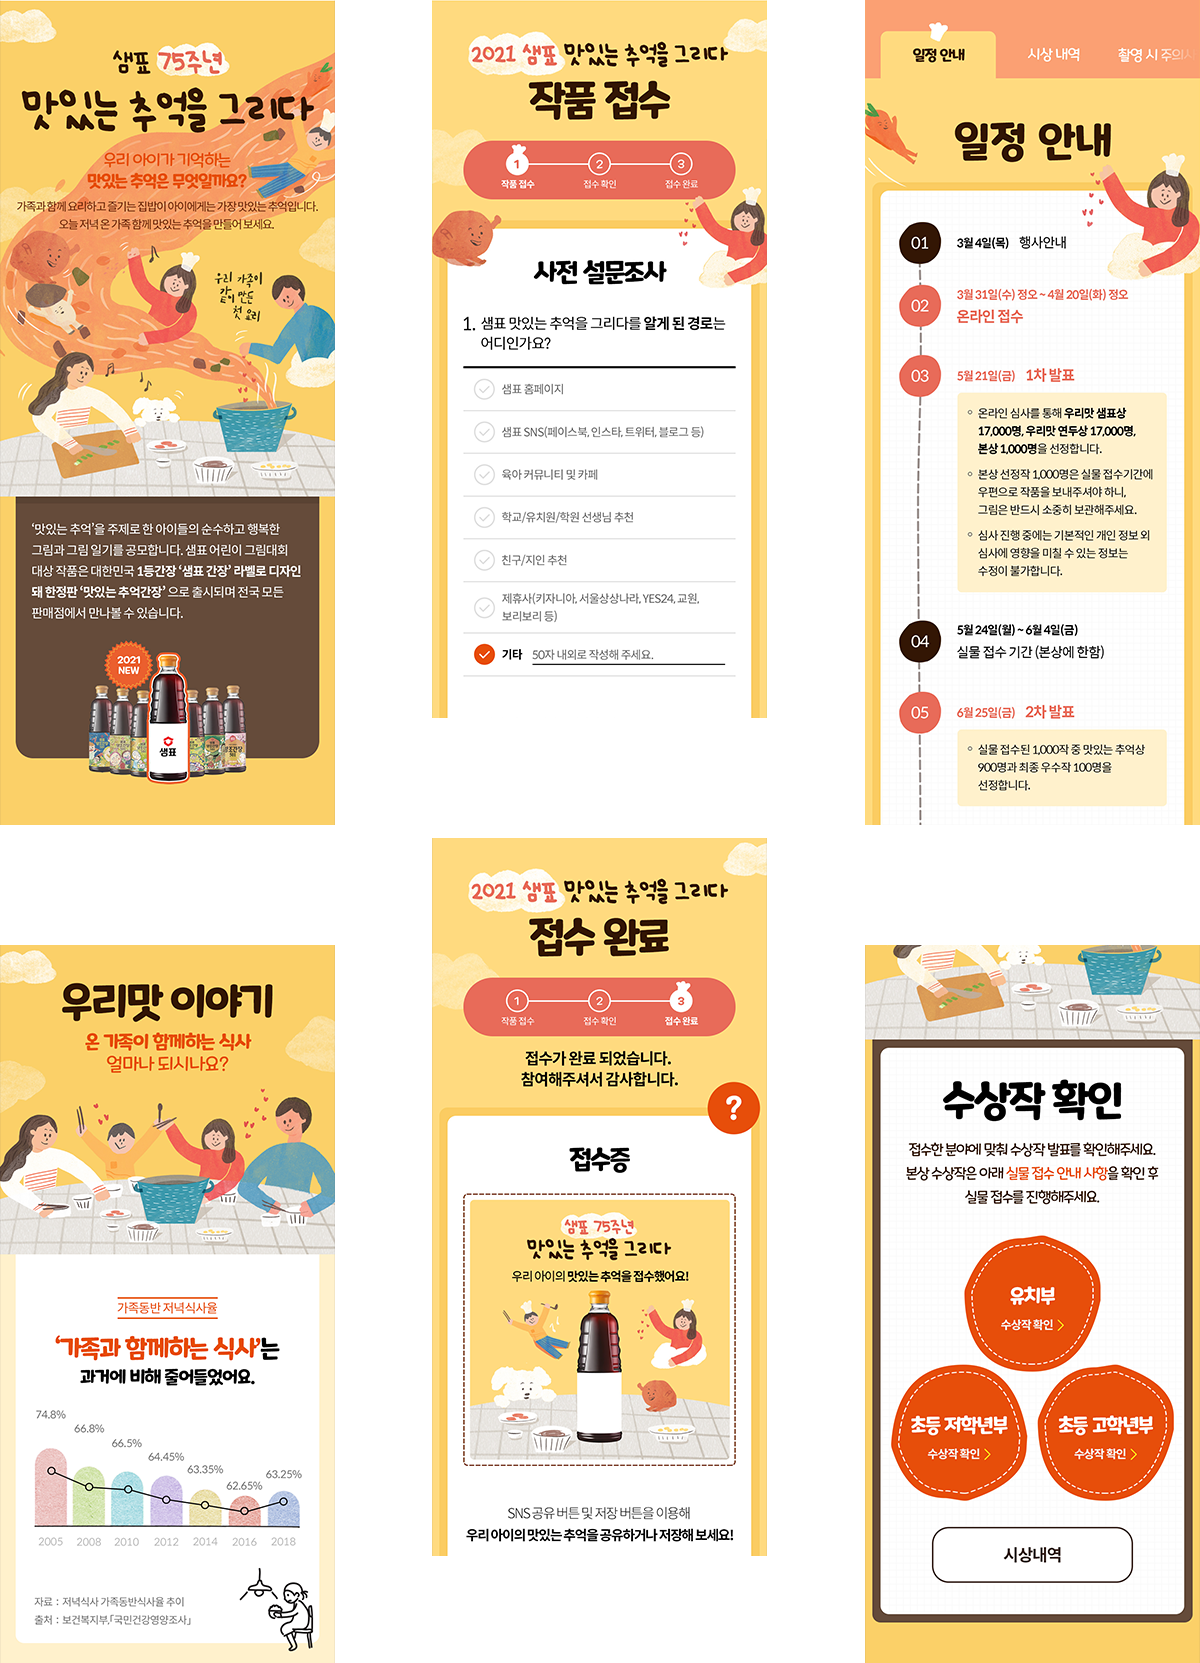 샘표 75주년
맛있는 추억을 그리다
우리 아이가 기억하는
맛있는 추억은 무엇일까요?
가족과 함께 요리하고 즐기는 집밥이 아이에게는 가장 맛있는 추억입니다.
오늘 저녁 온 가족 함께 맛있는 추억을 만들어 보세요.
우리 가족이
같이 만든
첫 요리
‘맛있는 추억’을 주제로 한 아이들의 순수하고 행복한
그림과 그림 일기를 공모합니다. 샘표 어린이 그림대회
대상 작품은 대한민국 1등간장 ‘샘표 간장’ 라벨로 디자인
돼 한정판 ‘맛있는 추억간장’ 으로 출시되며 전국 모든
판매점에서 만나볼 수 있습니다.
2021
NEW
샘표
2021 샘표 맛있는 추억을 그리다
작품 접수
1 2 3
작품 접수 접수 확인 접수 완료
사전 설문조사
1. 샘표 맛있는 추억을 그리다를 알게 된 경로는
어디인가요?
샘표 홈페이지
샘표 SNS(페이스북, 인스타, 트위터, 블로그 등)
육아 커뮤니티 및 카페
학교/유치원/학원 선생님 추천
친구/지인 추천
제휴사(키자니아, 서울상상나라, YES24, 교원,
보리보리 등)
기타 50자 내외로 작성해 주세요.
일정 안내 시상 내역 촬영 시 주의사
일정 안내
01 3월 4일(목) 행사안내
02 3월 31일(수) 정오 ~ 4월 20일(화) 정오
온라인 접수
03 5월 21일(금) 1차 발표
온라인 심사를 통해 우리맛 샘표상
17,000명, 우리맛 연두상 17,000명,
본상 1,000명을 선정합니다.
본상 선정작 1,000명은 실물 접수기간에
우편으로 작품을 보내주셔야 하니,
그림은 반드시 소중히 보관해주세요.
심사 진행 중에는 기본적인 개인 정보 외
심사에 영향을 미칠 수 있는 정보는
수정이 불가합니다.
04 5월 24일(월) ~ 6월 4일(금)
실물 접수 기간 (본상에 한함)
05 6월 25일(금) 2차 발표
실물 접수된 1,000작 중 맛있는 추억상
900명과 최종 우수작 100명을
선정합니다.
우리맛 이야기
온 가족이 함께하는 식사
얼마나 되시나요?
가족동반 저녁식사율
‘가족과 함께하는 식사’는
과거에 비해 줄어들었어요.
74.8% 66.8% 66.5% 64.45% 63.35% 62.65% 63.25%
2005 2008 2010 2012 2014 2016 2018
자료 : 저녁식사 가족동반식사율 추이
출처 : 보건복지부,「국민건강영양조사」
2021 샘표 맛있는 추억을 그리다
접수 완료
1 2 3
작품 접수 접수 확인 접수 완료
접수가 완료 되었습니다.
참여해주셔서 감사합니다.
?
접수증
샘표 75주년
맛있는 추억을 그리다
우리 아이의 맛있는 추억을 접수했어요!
SNS 공유 버튼 및 저장 버튼을 이용해
우리 아이의 맛있는 추억을 공유하거나 저장해 보세요!
수상작 확인
접수한 분야에 맞춰 수상작 발표를 확인해주세요.
본상 수상작은 아래 실물 접수 안내 사항을 확인 후
실물 접수를 진행해주세요.
유치부
수상작 확인 >
초등 저학년부
수상작 확인 >
초등 고학년부
수상작 확인 >
시상내역